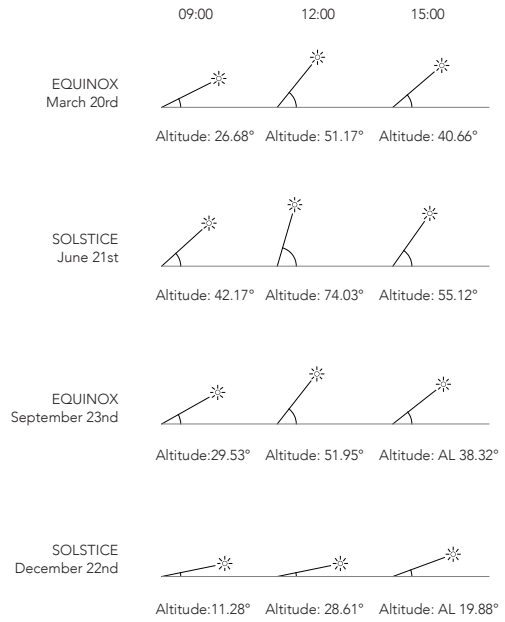 09:00 12:00 15:00
EQUINOX
March 20rd
Altitude: 26.68° Altitude: 51.17° Altitude: 40.66°
SOLSTICE
June 21st
Altitude: 42.17° Altitude: 74.03° Altitude: 55.12°
EQUINOX
September 23nd
Altitude:29.53° Altitude: 51.95° Altitude: AL 38.32°
SOLSTICE
December 22nd
Altitude:11.28° Altitude: 28.61° Altitude: AL 19.88°